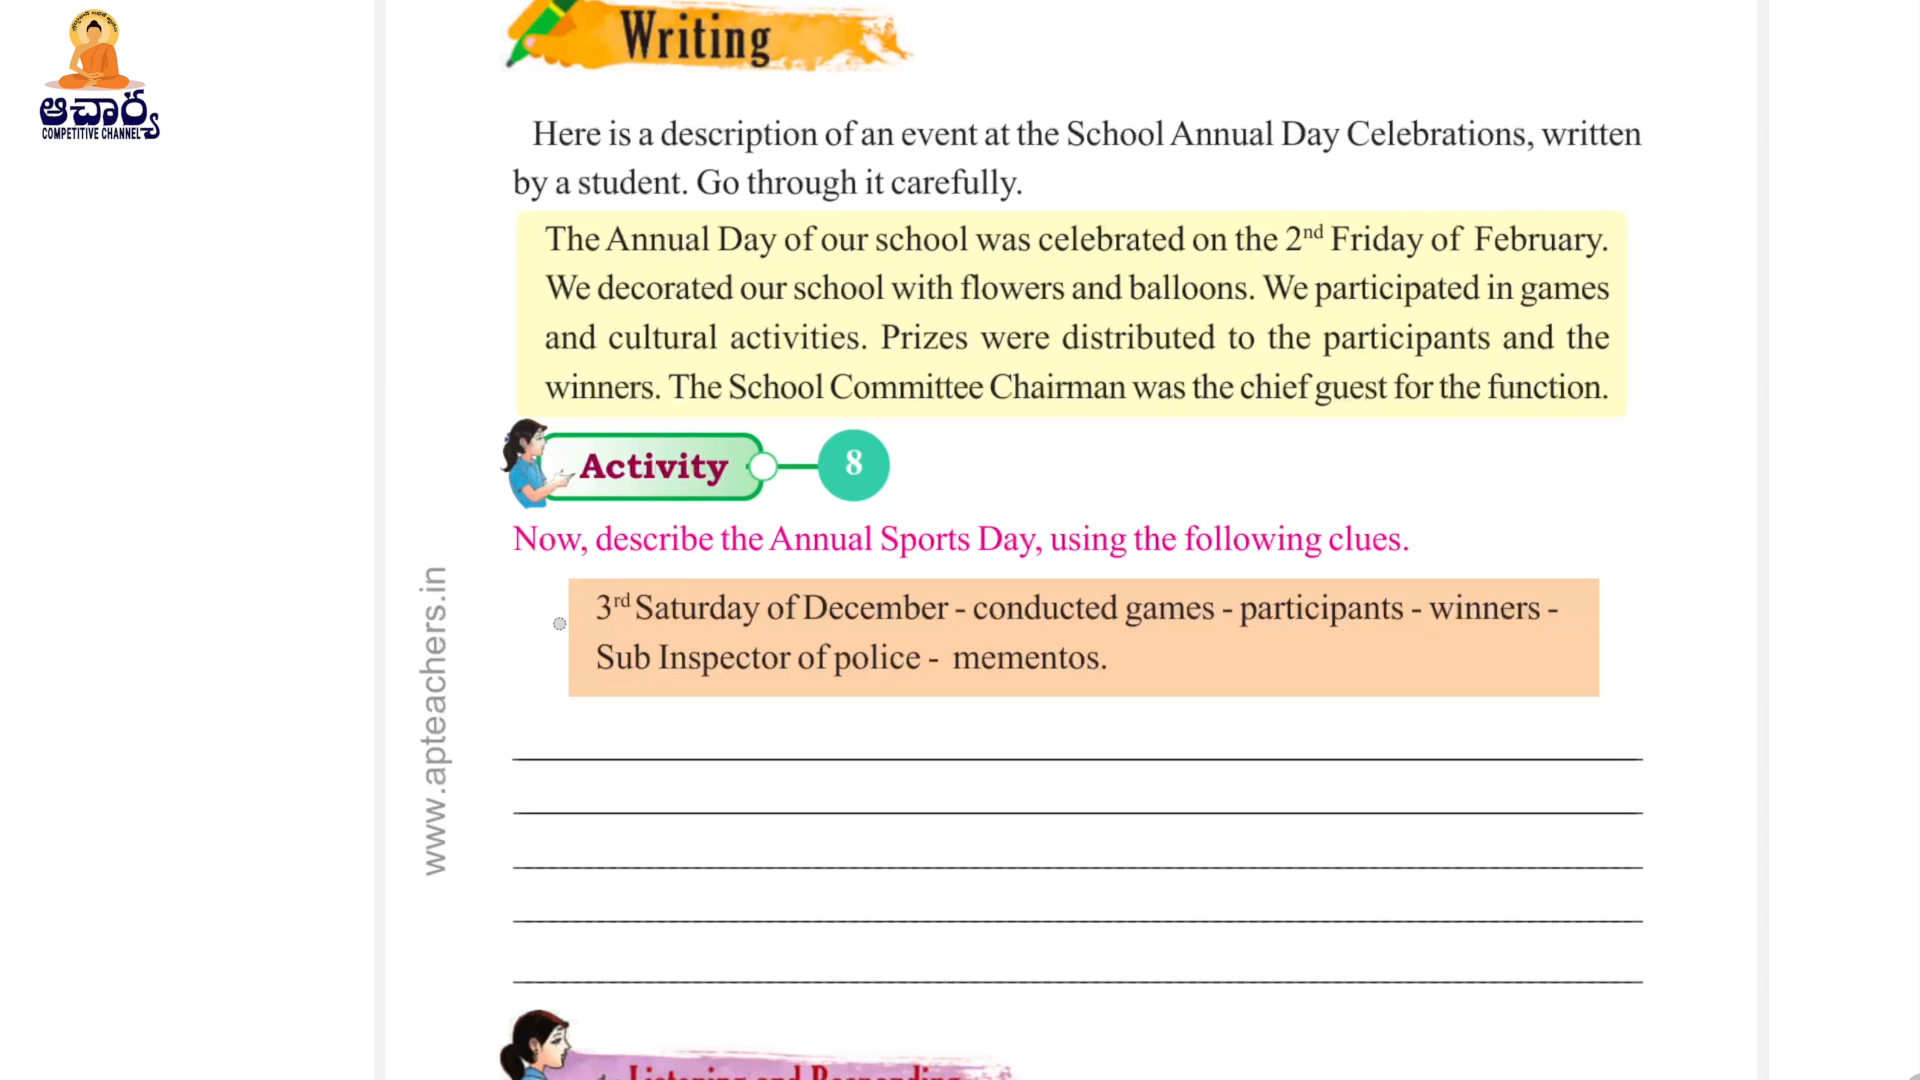 ఆచార్య
COMPETITIVE CHANNEL
Writing
Here is a description of an event at the School Annual Day Celebrations, written
by a student. Go through it carefully.
The Annual Day of our school was celebrated on the 2nd Friday of February.
We decorated our school with flowers and balloons. We participated in games
and cultural activities. Prizes were distributed to the participants and the
winners. The School Committee Chairman was the chief guest for the function.
Activity 8
Now, describe the Annual Sports Day, using the following clues.
3rd Saturday of December - conducted games - participants - winners -
Sub Inspector of police - mementos.
www.apteachers.in
Listening and Responding